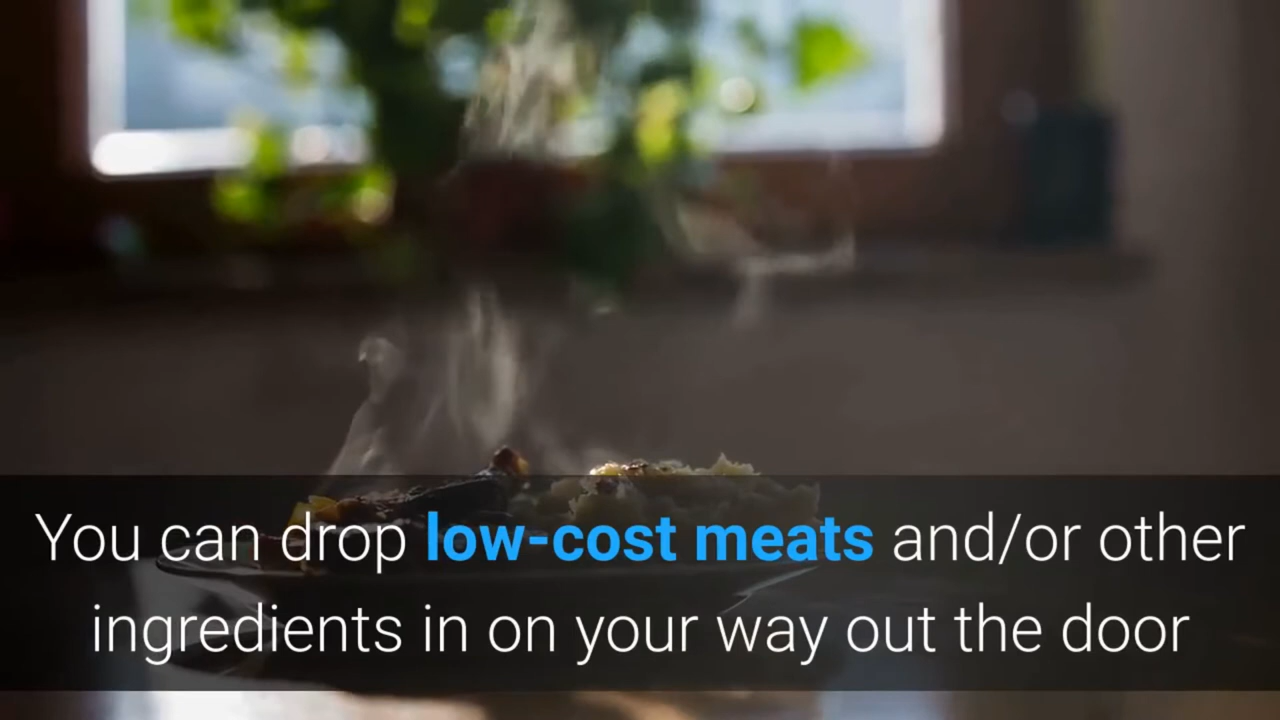 You can drop low-cost meats and/or other
ingredients in on your way out the door